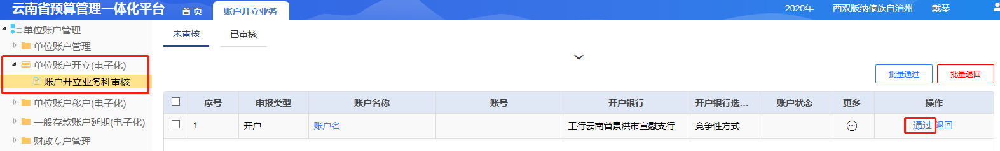 云南省预算管理一体化平台 首 页 账户开立业务 2020年 西双版纳傣族自治州 戴琴
单位账户管理
单位账户管理
单位账户开立(电子化)
账户开立业务科审核
单位账户移户(电子化)
一般存款账户延期(电子化)
财政专户管理
未审核 已审核
批量通过 批量退回
序号 申报类型 账户名称 账号 开户银行 开户银行选... 账户状态 更多 操作
1 开户 账户名 工行云南省景洪市宣慰支行 竞争性方式 通过 退回